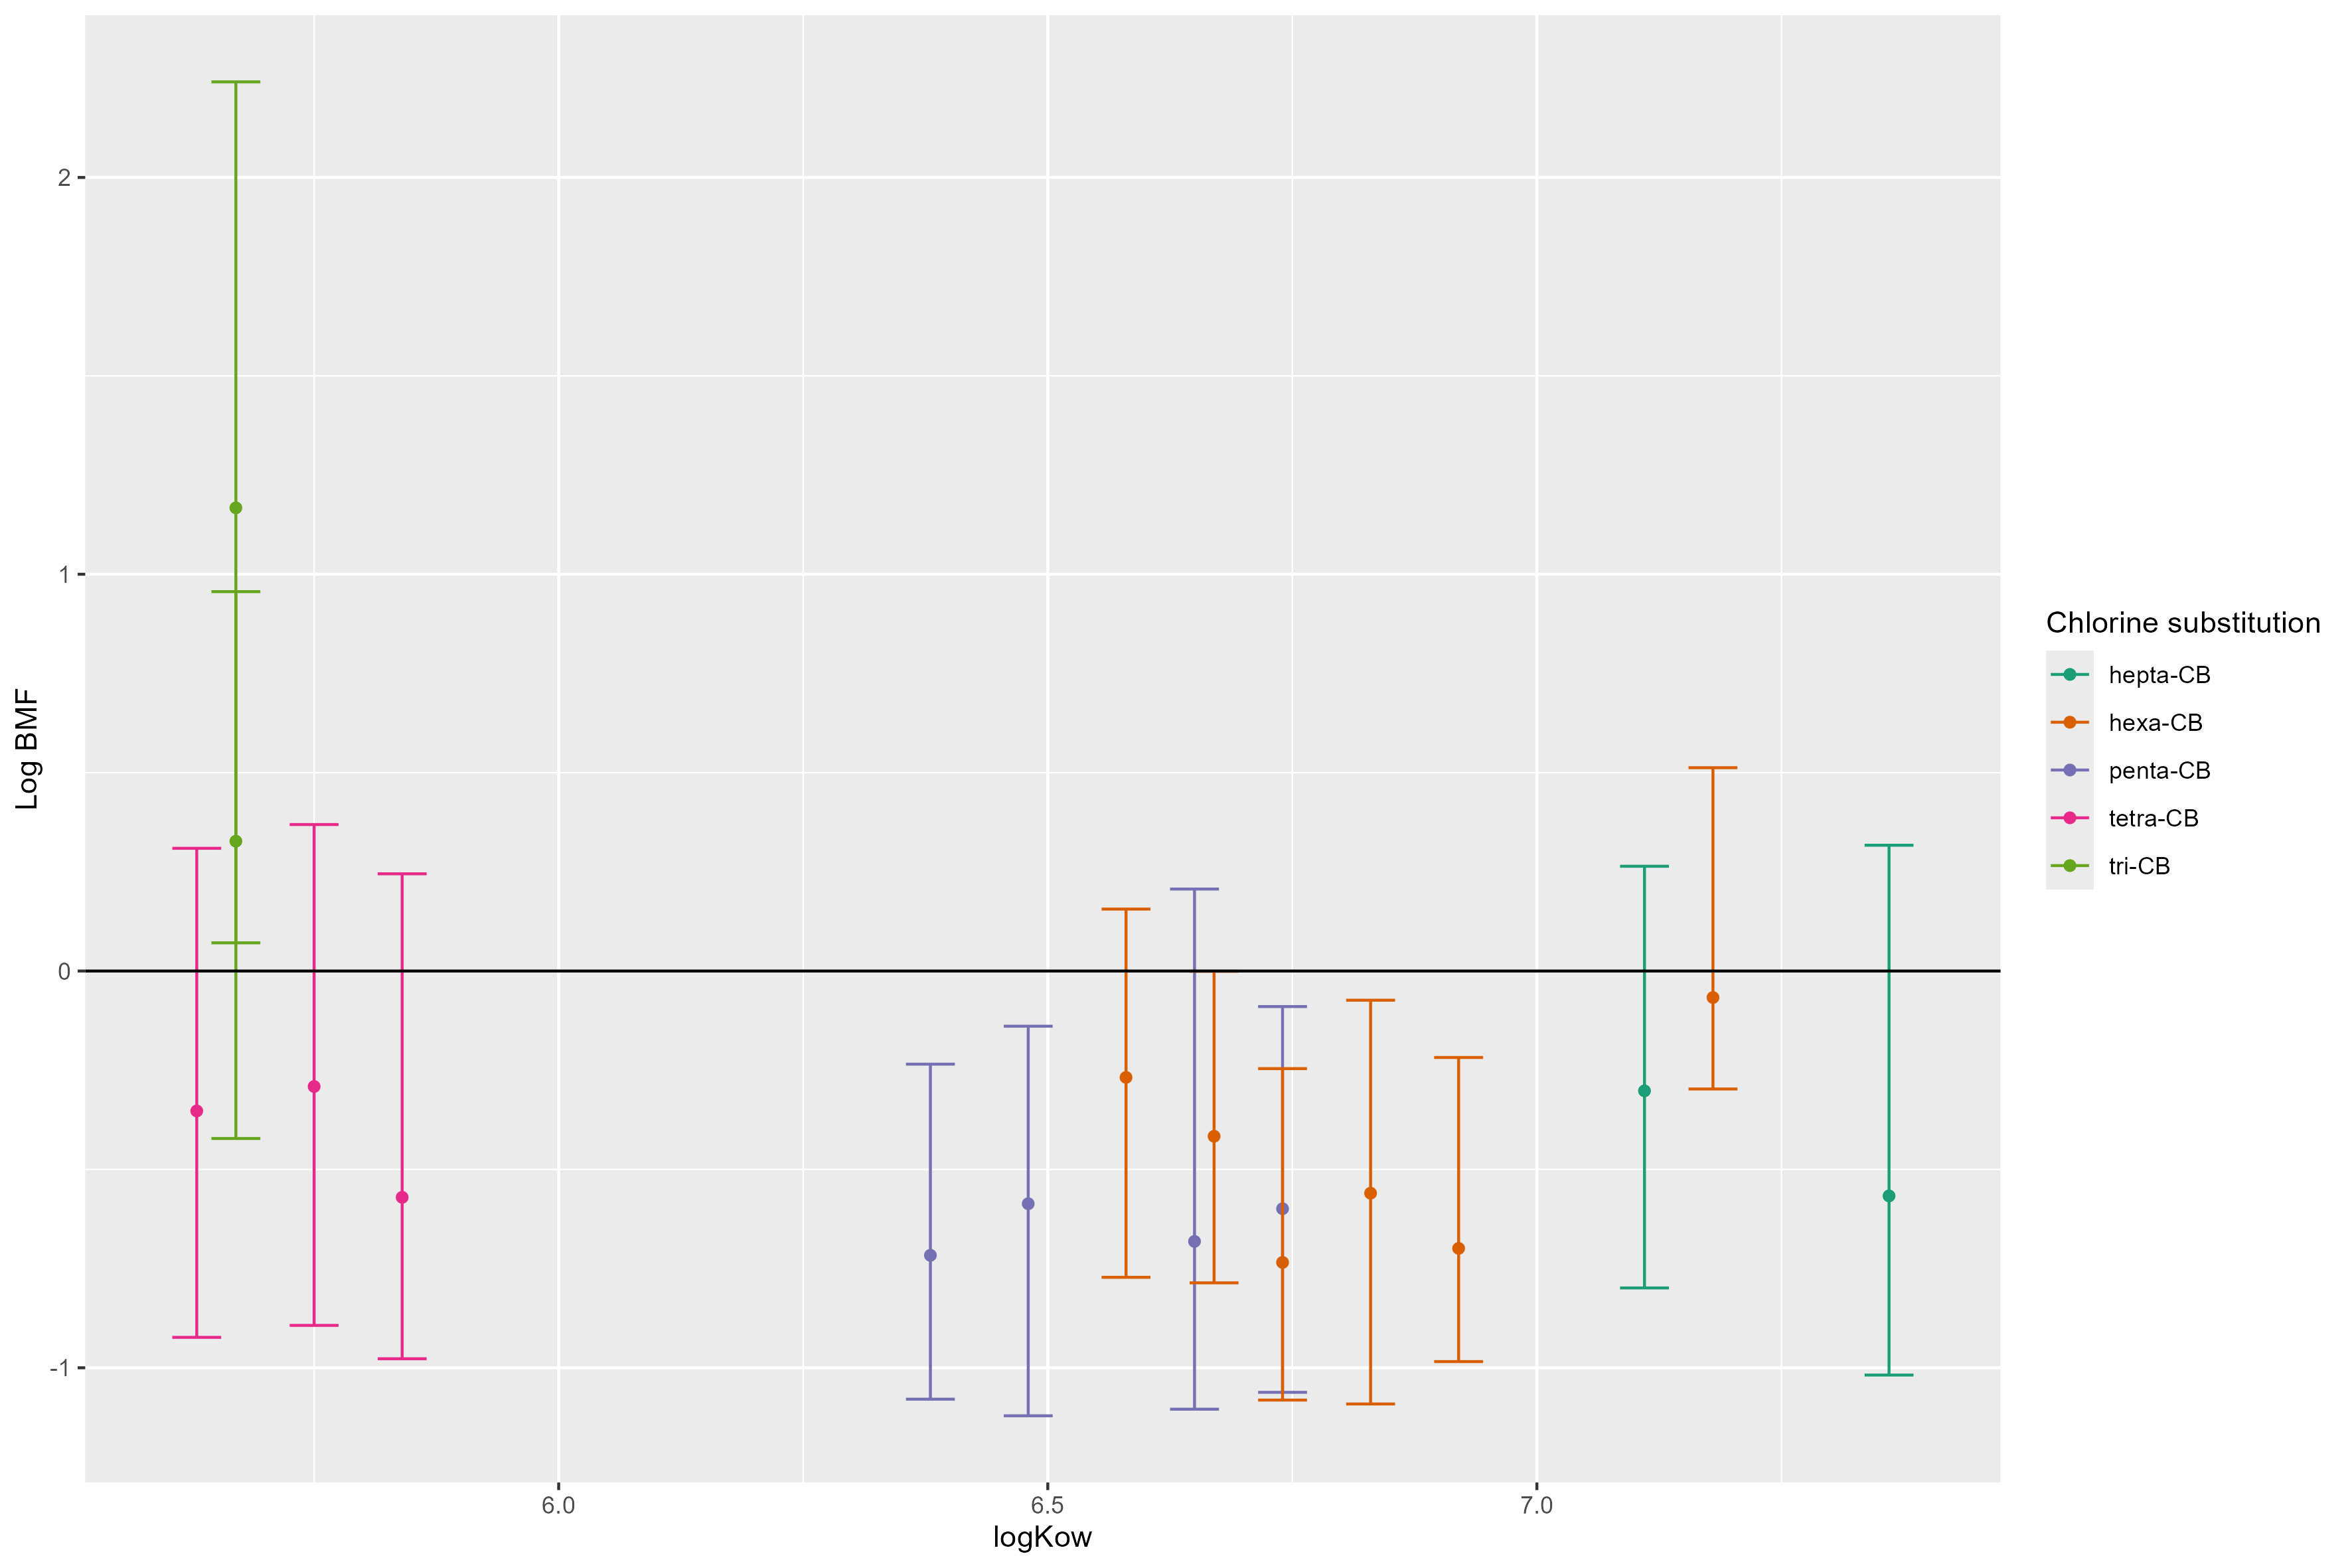 2
1
0
-1
Log BMF
6.0
6.5
7.0
logKow
Chlorine substitution
hepta-CB
hexa-CB
penta-CB
tetra-CB
tri-CB